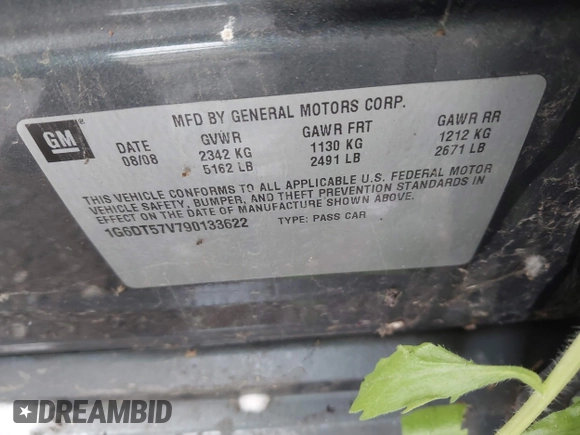 MFD BY GENERAL MOTORS CORP.
GM
DATE GVWR GAWR FRT GAWR RR
08/08 2342 KG 1130 KG 1212 KG
5162 LB 2491 LB 2671 LB
THIS VEHICLE CONFORMS TO ALL APPLICABLE U.S. FEDERAL MOTOR
VEHICLE SAFETY, BUMPER, AND THEFT PREVENTION STANDARDS IN
EFFECT ON THE DATE OF MANUFACTURE SHOWN ABOVE.
1G6DT57V790133622 TYPE: PASS CAR
DREAMBID